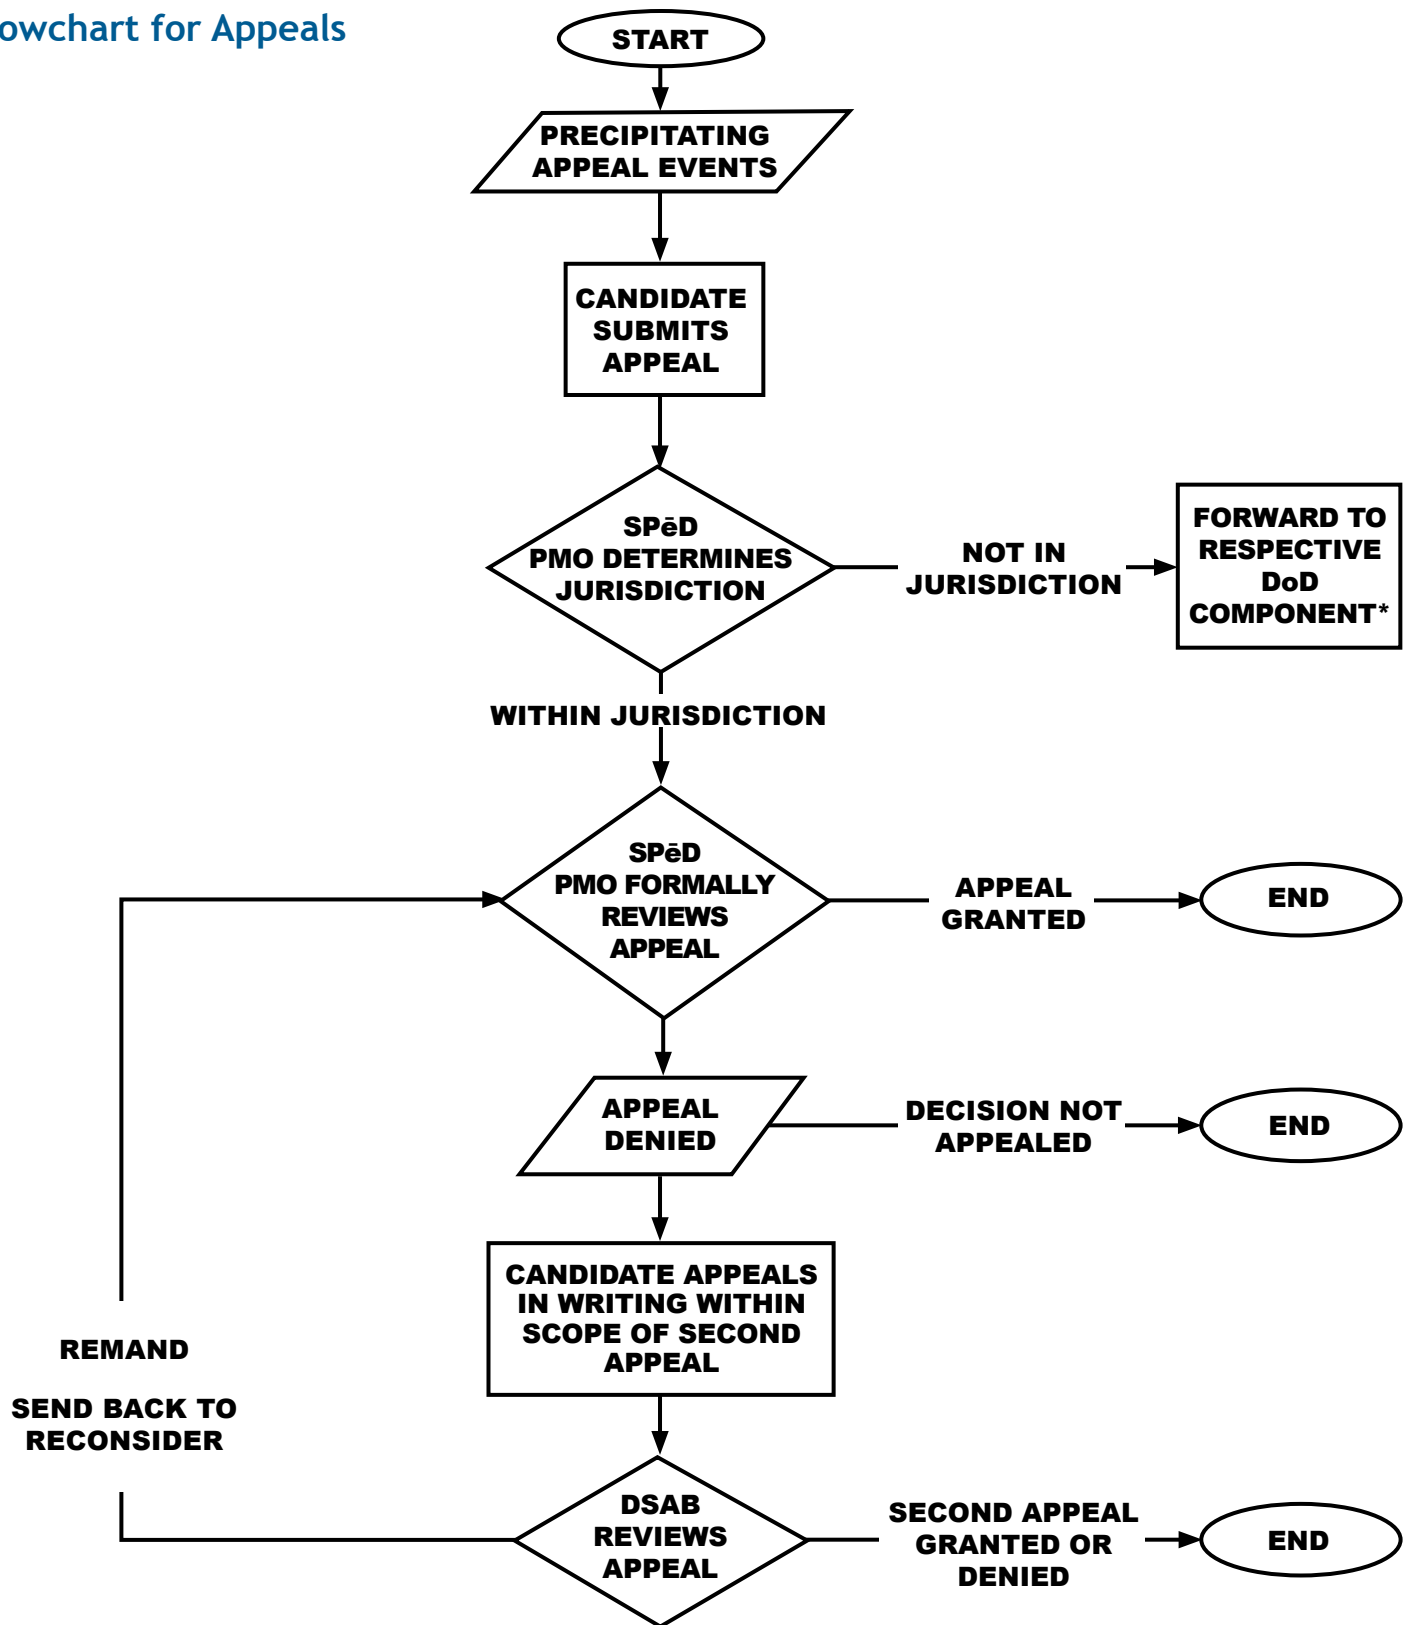 owchart for Appeals
START
PRECIPITATING
APPEAL EVENTS
CANDIDATE
SUBMITS
APPEAL
SPēD
PMO DETERMINES
JURISDICTION
NOT IN
JURISDICTION
FORWARD TO
RESPECTIVE
DoD
COMPONENT*
WITHIN JURISDICTION
SPēD
PMO FORMALLY
REVIEWS
APPEAL
APPEAL
GRANTED
END
APPEAL
DENIED
DECISION NOT
APPEALED
END
CANDIDATE APPEALS
IN WRITING WITHIN
SCOPE OF SECOND
APPEAL
REMAND
SEND BACK TO
RECONSIDER
DSAB
REVIEWS
APPEAL
SECOND APPEAL
GRANTED OR
DENIED
END